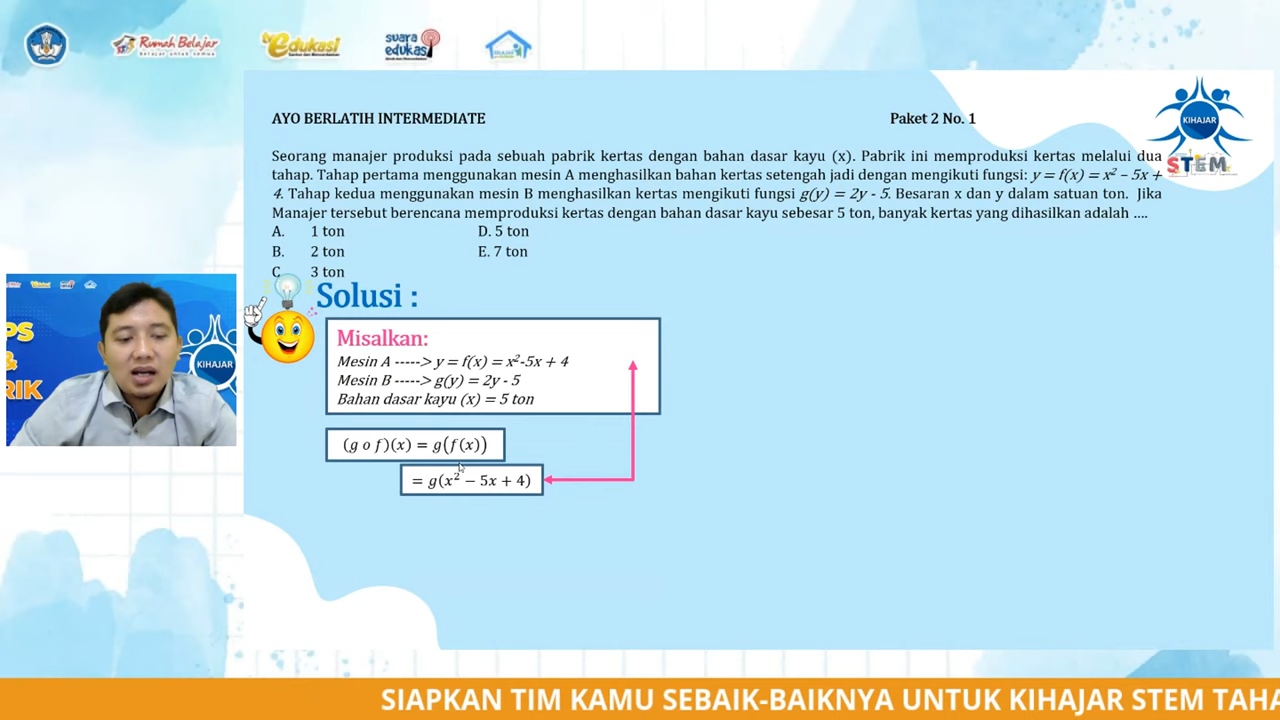 Rumah Belajar
Belajar untuk semua
edukasi
suara edukasi
AYO BERLATIH INTERMEDIATE
Paket 2 No. 1
KIHAJAR
STEM
Seorang manajer produksi pada sebuah pabrik kertas dengan bahan dasar kayu (x). Pabrik ini memproduksi kertas melalui dua
tahap. Tahap pertama menggunakan mesin A menghasilkan bahan kertas setengah jadi dengan mengikuti fungsi: y = f(x) = x² – 5x +
4. Tahap kedua menggunakan mesin B menghasilkan kertas mengikuti fungsi g(y) = 2y - 5. Besaran x dan y dalam satuan ton. Jika
Manajer tersebut berencana memproduksi kertas dengan bahan dasar kayu sebesar 5 ton, banyak kertas yang dihasilkan adalah ....
A. 1 ton D. 5 ton
B. 2 ton E. 7 ton
C. 3 ton
Solusi :
Misalkan:
Mesin A -----> y = f(x) = x²-5x + 4
Mesin B -----> g(y) = 2y - 5
Bahan dasar kayu (x) = 5 ton
(g o f)(x) = g(f(x))
= g(x² − 5x + 4)
PS
&
RIK
KIHAJAR
SIAPKAN TIM KAMU SEBAIK-BAIKNYA UNTUK KIHAJAR STEM TAHA